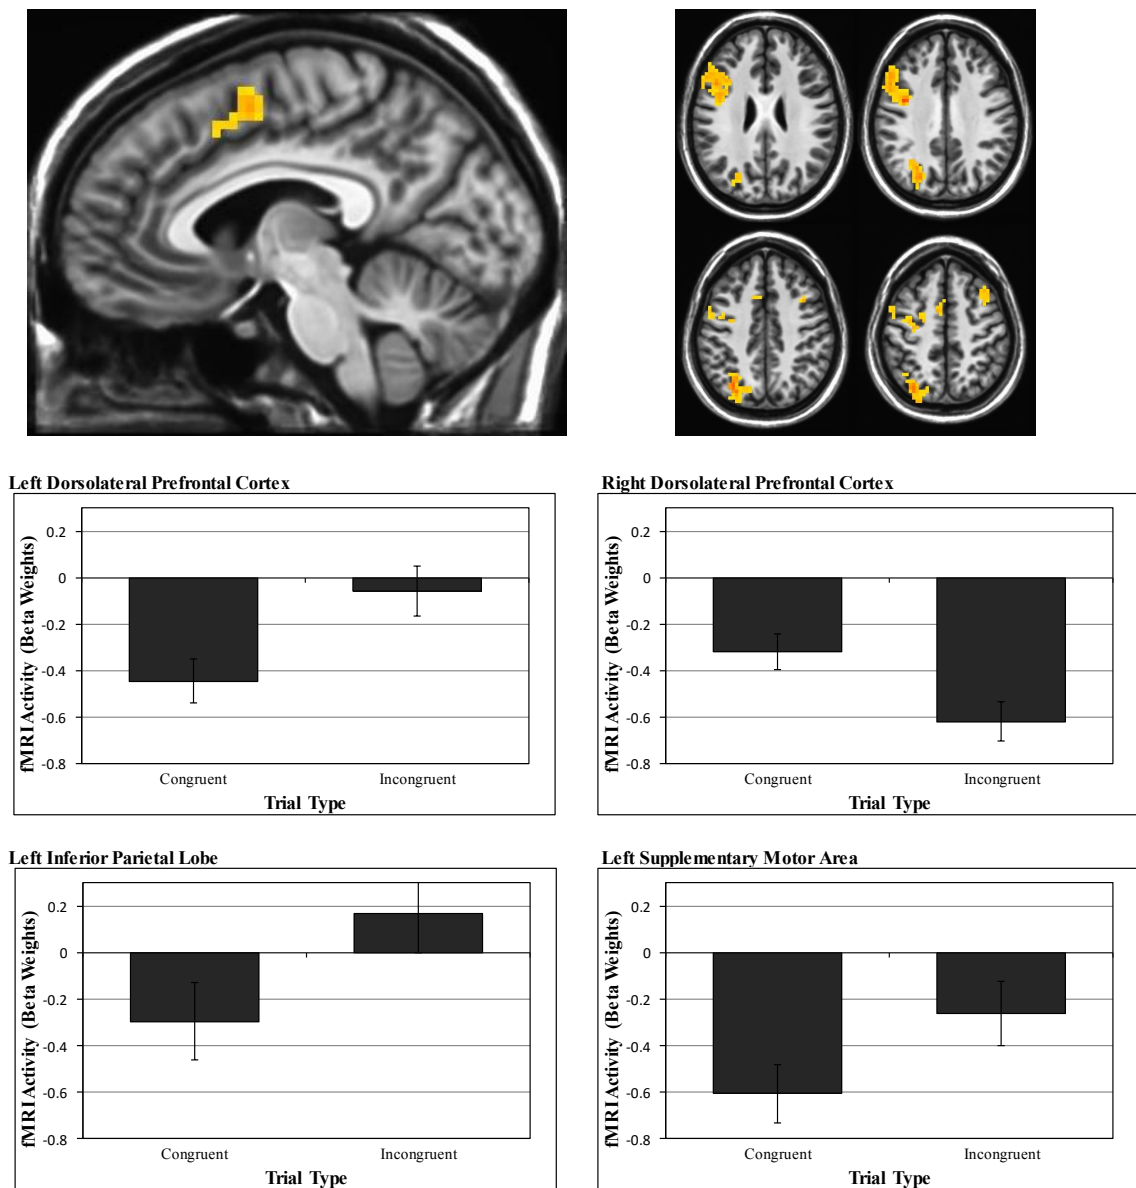 Left Dorsolateral Prefrontal Cortex
fMRI Activity (Beta Weights)
0.2
0
-0.2
-0.4
-0.6
-0.8
Congruent Incongruent
Trial Type
Right Dorsolateral Prefrontal Cortex
fMRI Activity (Beta Weights)
0.2
0
-0.2
-0.4
-0.6
-0.8
Congruent Incongruent
Trial Type
Left Inferior Parietal Lobe
fMRI Activity (Beta Weights)
0.2
0
-0.2
-0.4
-0.6
-0.8
Congruent Incongruent
Trial Type
Left Supplementary Motor Area
fMRI Activity (Beta Weights)
0.2
0
-0.2
-0.4
-0.6
-0.8
Congruent Incongruent
Trial Type